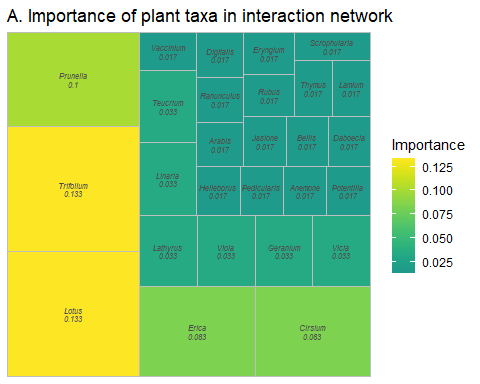 A. Importance of plant taxa in interaction network
Prunella
0.1
Trifolium
0.133
Lotus
0.133
Vaccinium
0.017
Teucrium
0.033
Linaria
0.033
Digitalis
0.017
Ranunculus
0.017
Arabis
0.017
Eryngium
0.017
Rubus
0.017
Scrophularia
0.017
Thymus
0.017
Lamium
0.017
Jasione
0.017
Bellis
0.017
Daboecia
0.017
Helleborus
0.017
Pedicularis
0.017
Anemone
0.017
Potentilla
0.017
Lathyrus
0.033
Viola
0.033
Geranium
0.033
Vicia
0.033
Erica
0.083
Cirsium
0.083
Importance
0.125
0.100
0.075
0.050
0.025